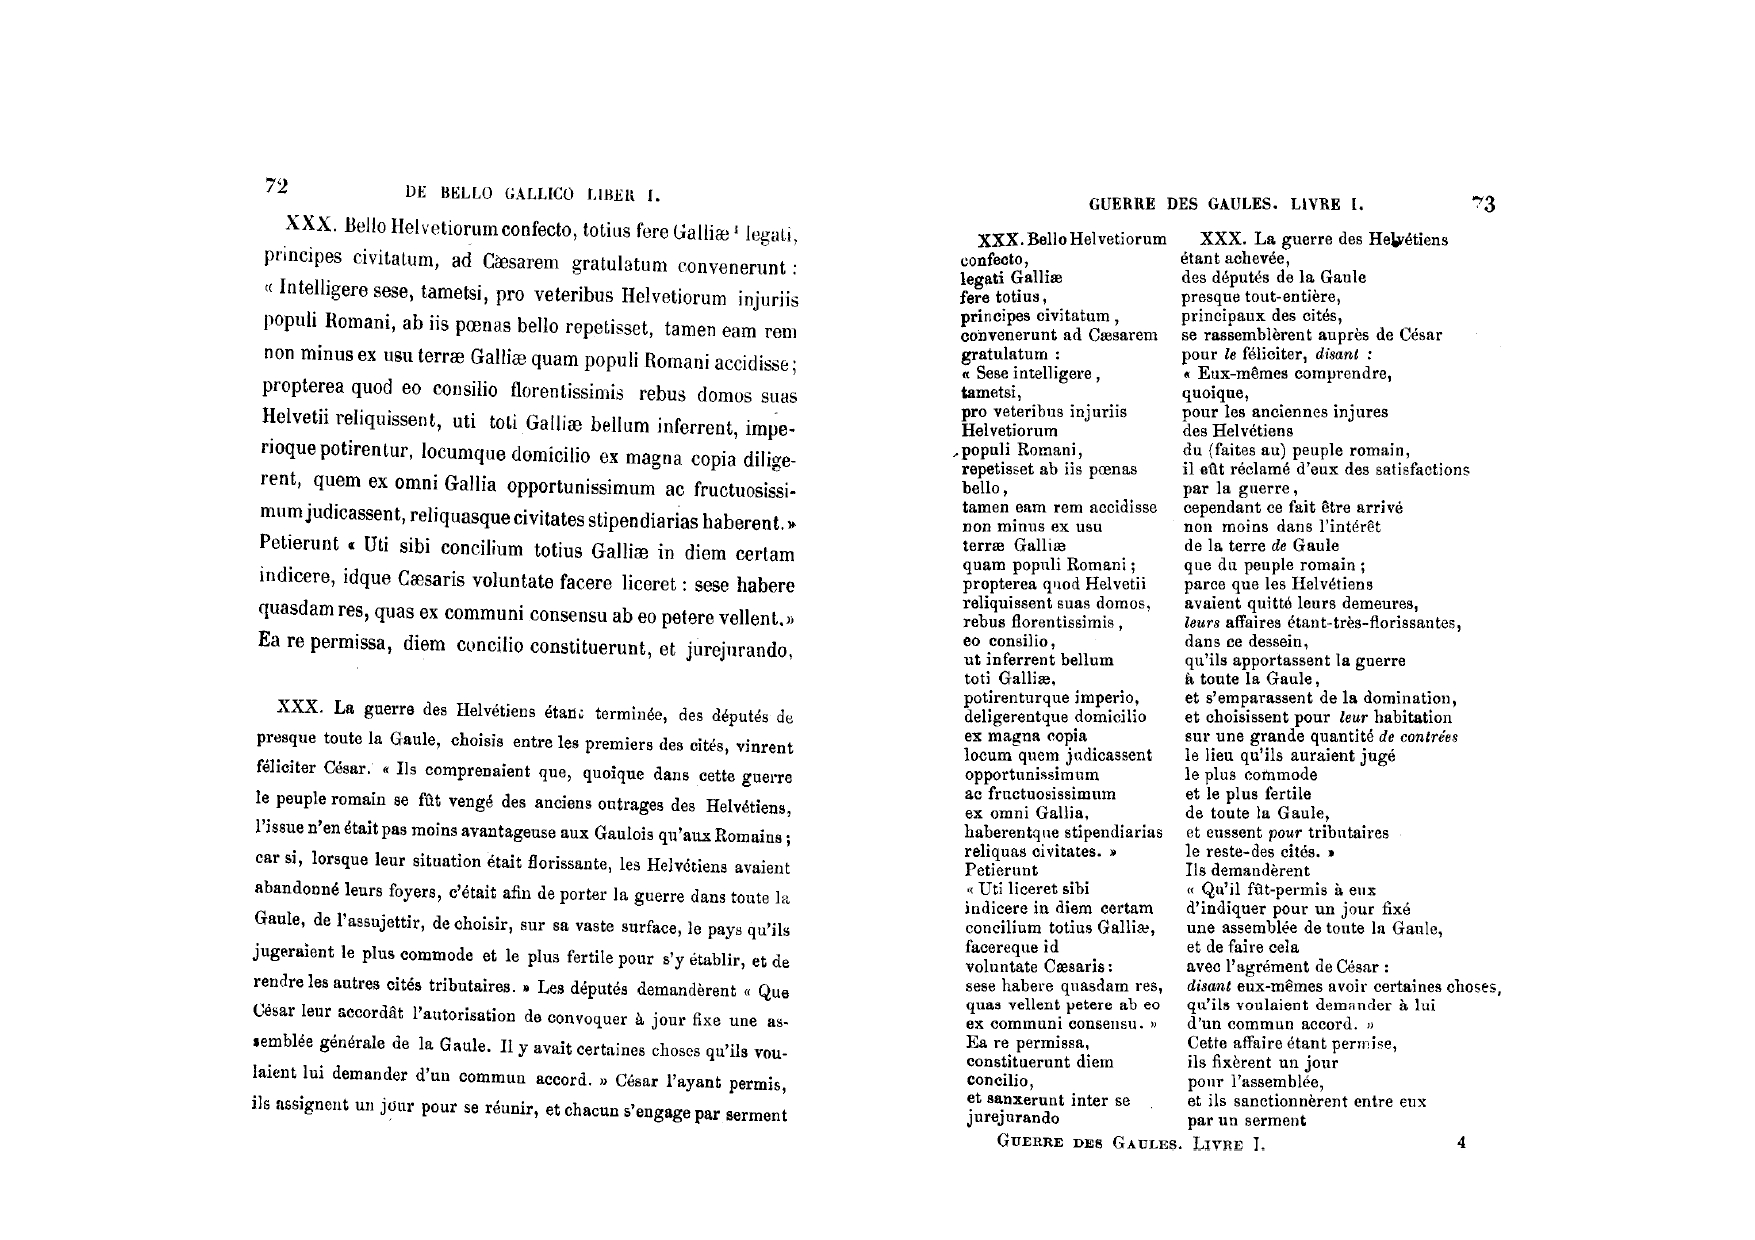 72
DE BELLO GALLICO LIBER I.
XXX. Bello Helvetiorum confecto, totius fere Galliæ ¹ legati,
principes civitatum, ad Cæsarem gratulatum convenerunt :
« Intelligere sese, tametsi, pro veteribus Helvetiorum injuriis
populi Romani, ab iis pœnas bello repetisset, tamen eam rem
non minus ex usu terræ Galliæ quam populi Romani accidisse;
propterea quod eo consilio florentissimis rebus domos suas
Helvetii reliquissent, uti toti Galliæ bellum inferrent, impe-
rioque potirentur, locumque domicilio ex magna copia dilige-
rent, quem ex omni Gallia opportunissimum ac fructuosissi-
mum judicassent, reliquasque civitates stipendiarias haberent. »
Petierunt « Uti sibi concilium totius Galliæ in diem certam
indicere, idque Cæsaris voluntate facere liceret : sese habere
quasdam res, quas ex communi consensu ab eo petere vellent. »
Ea re permissa, diem concilio constituerunt, et jurejurando,
XXX. La guerre des Helvétiens étant terminée, des députés de
presque toute la Gaule, choisis entre les premiers des cités, vinrent
féliciter César. « Ils comprenaient que, quoique dans cette guerre
le peuple romain se fût vengé des anciens outrages des Helvétiens,
l'issue n'en était pas moins avantageuse aux Gaulois qu'aux Romains ;
car si, lorsque leur situation était florissante, les Helvétiens avaient
abandonné leurs foyers, c'était afin de porter la guerre dans toute la
Gaule, de l'assujettir, de choisir, sur sa vaste surface, le pays qu'ils
jugeraient le plus commode et le plus fertile pour s'y établir, et de
rendre les autres cités tributaires. » Les députés demandèrent « Que
César leur accordât l'autorisation de convoquer à jour fixe une as-
semblée générale de la Gaule. Il y avait certaines choses qu'ils vou-
laient lui demander d'un commun accord. » César l'ayant permis,
ils assignent un jour pour se réunir, et chacun s'engage par serment
GUERRE DES GAULES. LIVRE I.
73
XXX. Bello Helvetiorum
confecto,
legati Galliæ
fere totius,
principes civitatum,
convenerunt ad Cæsarem
gratulatum :
« Sese intelligere,
tametsi,
pro veteribus injuriis
Helvetiorum
populi Romani,
repetisset ab iis pœnas
bello,
tamen eam rem accidisse
non minus ex usu
terræ Galliæ
quam populi Romani ;
propterea quod Helvetii
reliquissent suas domos,
rebus florentissimis,
eo consilio,
ut inferrent bellum
toti Galliæ,
potirenturque imperio,
deligerentque domicilio
ex magna copia
locum quem judicassent
opportunissimum
ac fructuosissimum
ex omni Gallia,
haberentque stipendiarias
reliquas civitates. »
Petierunt
« Uti liceret sibi
indicere in diem certam
concilium totius Galliæ,
facereque id
voluntate Cæsaris :
sese habere quasdam res,
quas vellent petere ab eo
ex communi consensu. »
Ea re permissa,
constituerunt diem
concilio,
et sanxerunt inter se
jurejurando
XXX. La guerre des Helvétiens
étant achevée,
des députés de la Gaule
presque tout-entière,
principaux des cités,
se rassemblèrent auprès de César
pour le féliciter, disant :
« Eux-mêmes comprendre,
quoique,
pour les anciennes injures
des Helvétiens
du (faites au) peuple romain,
il eût réclamé d'eux des satisfactions
par la guerre,
cependant ce fait être arrivé
non moins dans l'intérêt
de la terre de Gaule
que du peuple romain ;
parce que les Helvétiens
avaient quitté leurs demeures,
leurs affaires étant-très-florissantes,
dans ce dessein,
qu'ils apportassent la guerre
à toute la Gaule,
et s'emparassent de la domination,
et choisissent pour leur habitation
sur une grande quantité de contrées
le lieu qu'ils auraient jugé
le plus commode
et le plus fertile
de toute la Gaule,
et eussent pour tributaires
le reste-des cités. »
Ils demandèrent
« Qu'il fût-permis à eux
d'indiquer pour un jour fixé
une assemblée de toute la Gaule,
et de faire cela
avec l'agrément de César :
disant eux-mêmes avoir certaines choses,
qu'ils voulaient demander à lui
d'un commun accord. »
Cette affaire étant permise,
ils fixèrent un jour
pour l'assemblée,
et ils sanctionnèrent entre eux
par un serment
GUERRE DES GAULES. LIVRE I.
4